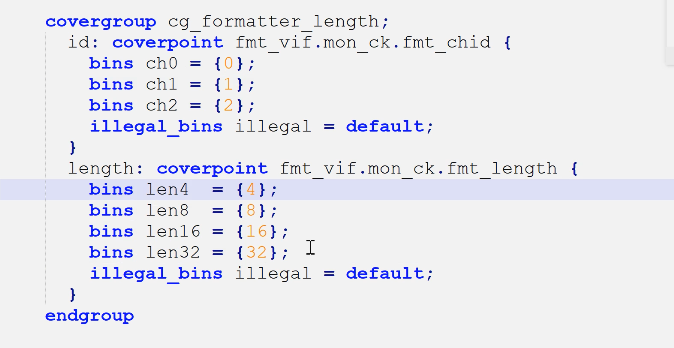 covergroup cg_formatter_length;
id: coverpoint fmt_vif.mon_ck.fmt_chid {
bins ch0 = {0};
bins ch1 = {1};
bins ch2 = {2};
illegal_bins illegal = default;
}
length: coverpoint fmt_vif.mon_ck.fmt_length {
bins len4  = {4};
bins len8  = {8};
bins len16 = {16};
bins len32 = {32};
illegal_bins illegal = default;
}
endgroup